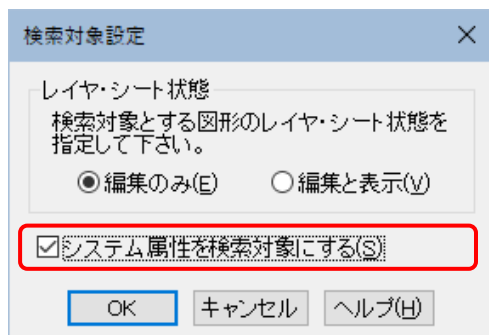 検索対象設定
レイヤ・シート状態
検索対象とする図形のレイヤ・シート状態を
指定して下さい。
編集のみ(E) 編集と表示(V)
システム属性を検索対象にする(S)
OK キャンセル ヘルプ(H)